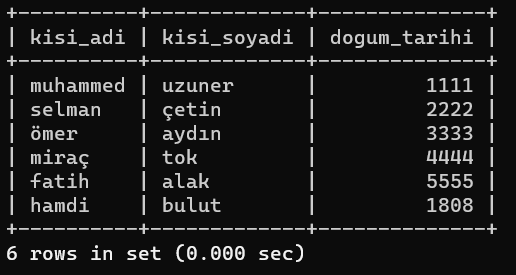 +----------+-------------+--------------+
| kisi_adi | kisi_soyadi | dogum_tarihi |
+----------+-------------+--------------+
| muhammed | uzuner      |         1111 |
| selman   | çetin       |         2222 |
| ömer     | aydın       |         3333 |
| miraç    | tok         |         4444 |
| fatih    | alak        |         5555 |
| hamdi    | bulut       |         1808 |
+----------+-------------+--------------+
6 rows in set (0.000 sec)